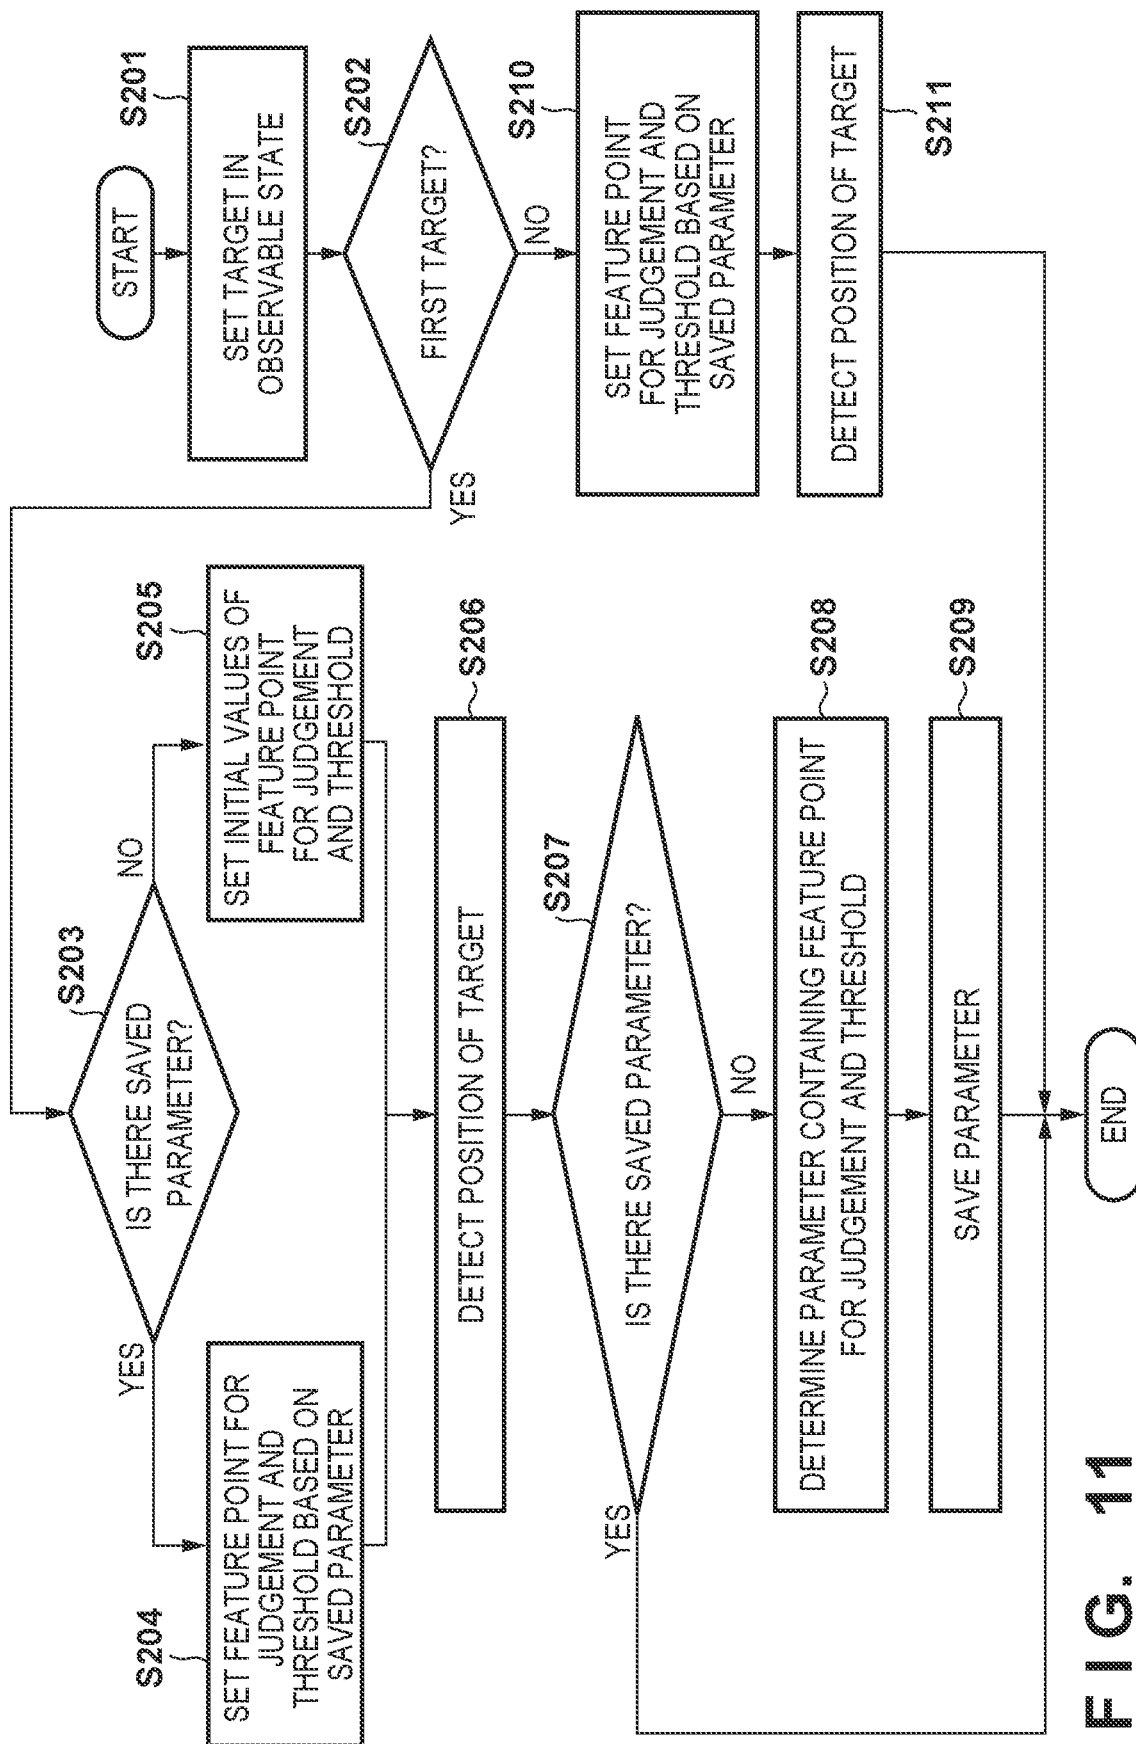 START
S201
SET TARGET IN
OBSERVABLE STATE
S202
FIRST TARGET?
YES
NO
S203
IS THERE SAVED
PARAMETER?
YES
NO
S204
SET FEATURE POINT FOR
JUDGEMENT AND
THRESHOLD BASED ON
SAVED PARAMETER
S205
SET INITIAL VALUES OF
FEATURE POINT
FOR JUDGEMENT
AND THRESHOLD
S206
DETECT POSITION OF TARGET
S207
IS THERE SAVED PARAMETER?
YES
NO
S208
DETERMINE PARAMETER CONTAINING FEATURE POINT
FOR JUDGEMENT AND THRESHOLD
S209
SAVE PARAMETER
S210
SET FEATURE POINT
FOR JUDGEMENT AND
THRESHOLD BASED ON
SAVED PARAMETER
S211
DETECT POSITION OF TARGET
END
FIG. 11